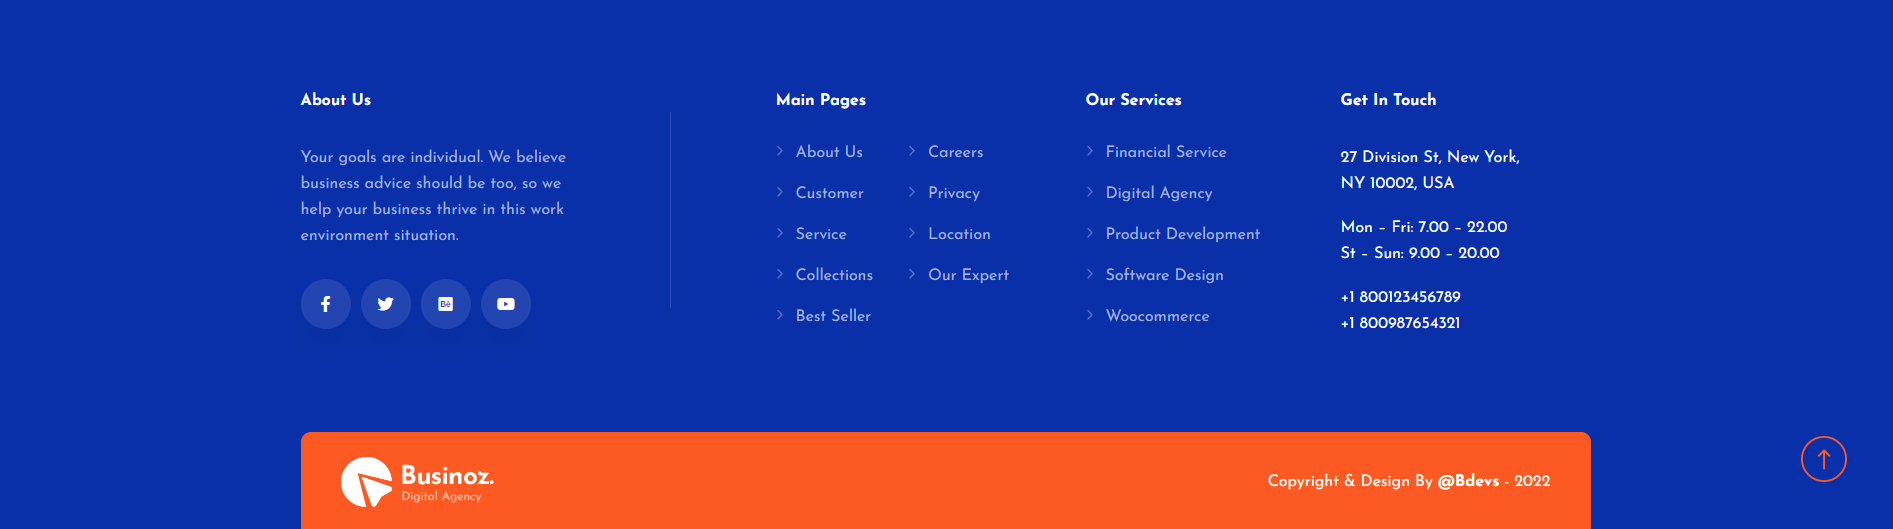 About Us
Your goals are individual. We believe
business advice should be too, so we
help your business thrive in this work
environment situation.
Main Pages
About Us
Customer
Service
Collections
Best Seller
Careers
Privacy
Location
Our Expert
Our Services
Financial Service
Digital Agency
Product Development
Software Design
Woocommerce
Get In Touch
27 Division St, New York,
NY 10002, USA
Mon – Fri: 7.00 – 22.00
St – Sun: 9.00 – 20.00
+1 800123456789
+1 800987654321
Businoz.
Digital Agency
Copyright & Design By @Bdevs - 2022